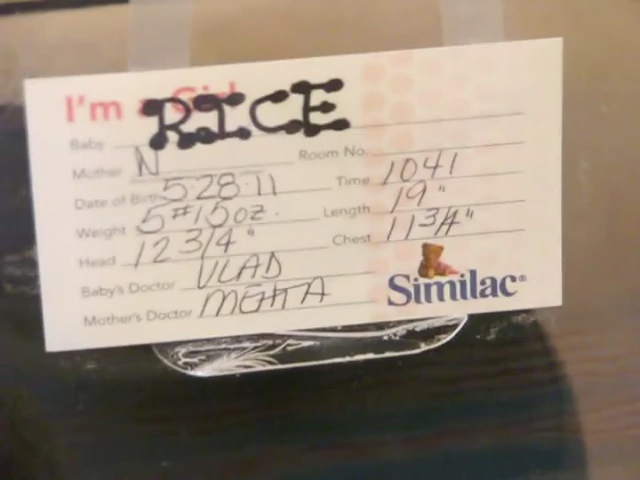 I'm a Girl
Baby RICE
Mother N Room No.
Date of Birth 5-28-11 Time 1041
Weight 5# 15oz. Length 19"
Head 12 3/4" Chest 11 3/4"
Baby's Doctor VLAD
Mother's Doctor MEHTA
Similac®